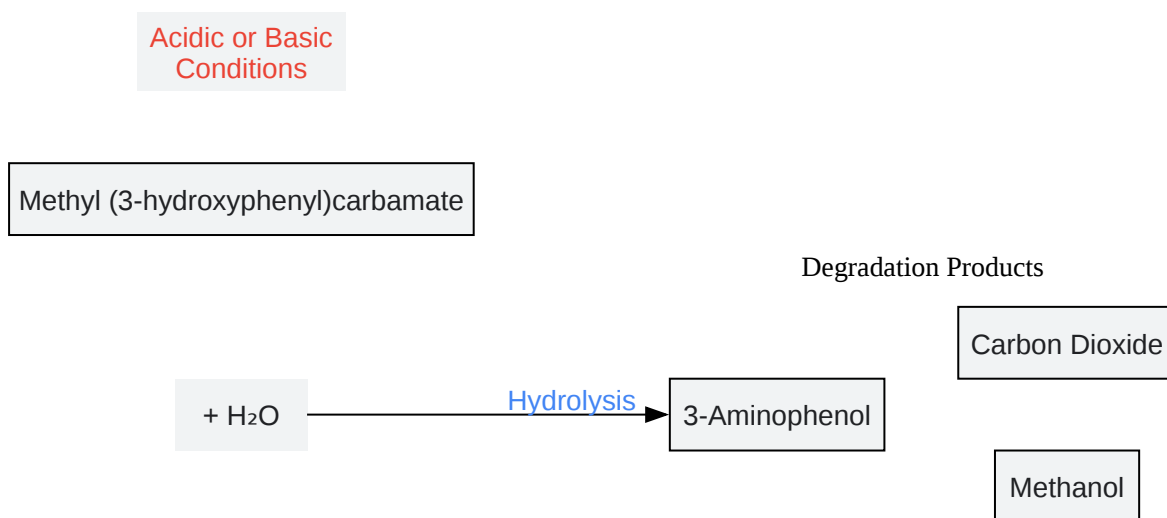 Acidic or Basic
Conditions
Methyl (3-hydroxyphenyl)carbamate
Degradation Products
Carbon Dioxide
+ H₂O
Hydrolysis
3-Aminophenol
Methanol